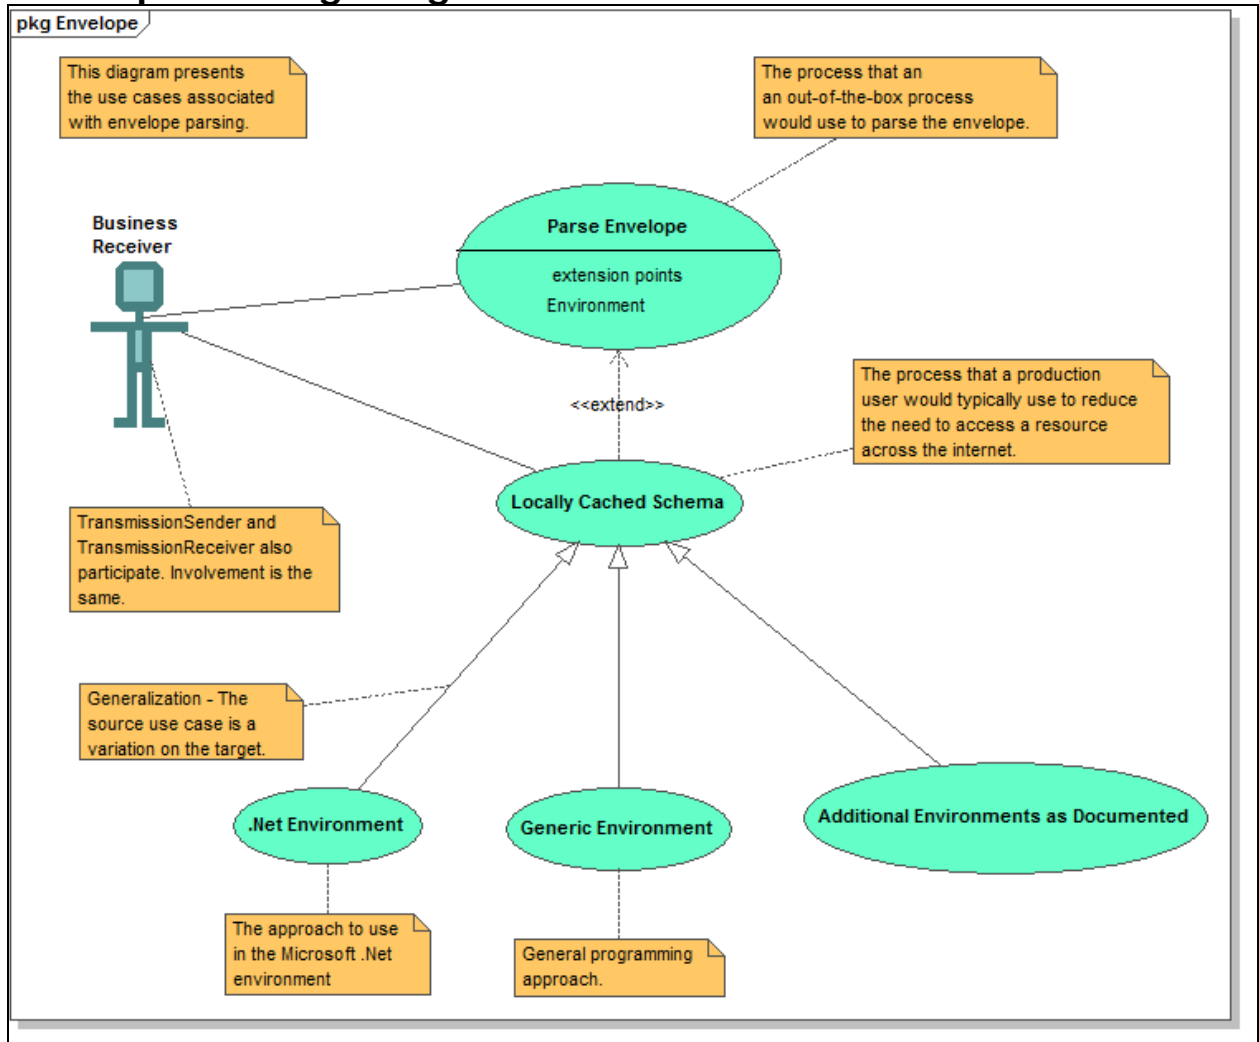 pkg Envelope
This diagram presents
the use cases associated
with envelope parsing.
The process that an
an out-of-the-box process
would use to parse the envelope.
Business
Receiver
Parse Envelope
extension points
Environment
<<extend>>
The process that a production
user would typically use to reduce
the need to access a resource
across the internet.
Locally Cached Schema
TransmissionSender and
TransmissionReceiver also
participate. Involvement is the
same.
Generalization - The
source use case is a
variation on the target.
.Net Environment
Generic Environment
Additional Environments as Documented
The approach to use
in the Microsoft .Net
environment
General programming
approach.